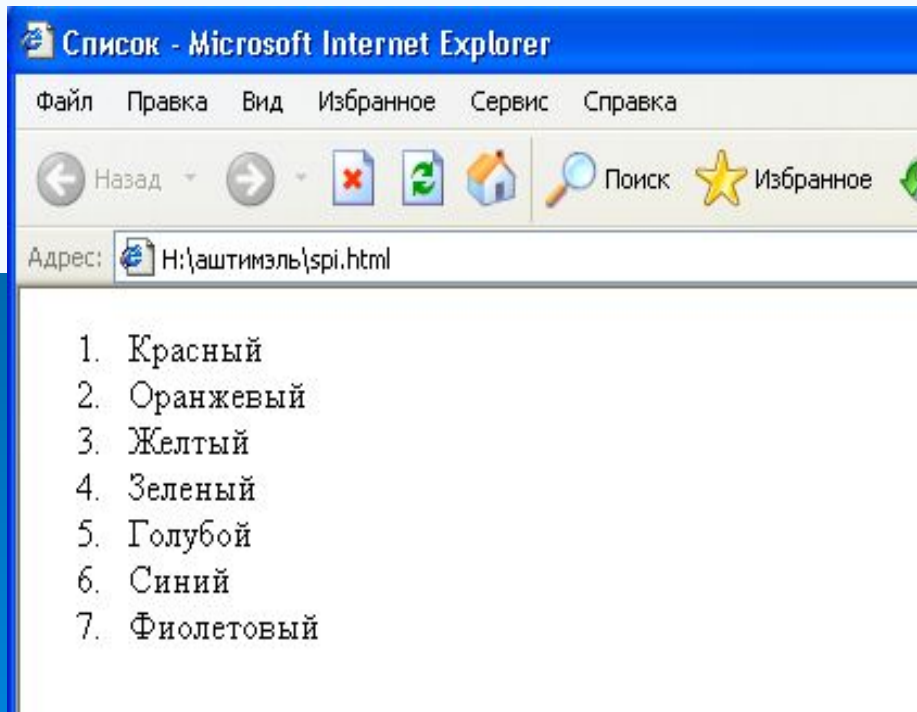 Список - Microsoft Internet Explorer
Файл Правка Вид Избранное Сервис Справка
Назад Поиск Избранное
Адрес: H:\аштимэль\spi.html
1. Красный
2. Оранжевый
3. Желтый
4. Зеленый
5. Голубой
6. Синий
7. Фиолетовый